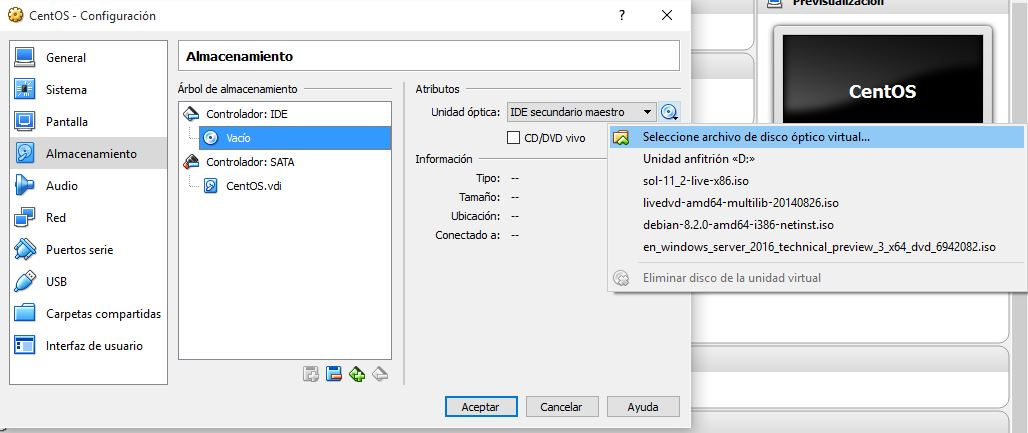 CentOS - Configuración
?
Previsualización
General
Sistema
Pantalla
Almacenamiento
Audio
Red
Puertos serie
USB
Carpetas compartidas
Interfaz de usuario
Almacenamiento
Árbol de almacenamiento
Controlador: IDE
Vacío
Controlador: SATA
CentOS.vdi
Atributos
Unidad óptica: IDE secundario maestro
CD/DVD vivo
Información
Tipo: --
Tamaño: --
Ubicación: --
Conectado a: --
Seleccione archivo de disco óptico virtual...
Unidad anfitrión «D:»
sol-11_2-live-x86.iso
livedvd-amd64-multilib-20140826.iso
debian-8.2.0-amd64-i386-netinst.iso
en_windows_server_2016_technical_preview_3_x64_dvd_6942082.iso
Eliminar disco de la unidad virtual
CentOS
Aceptar
Cancelar
Ayuda